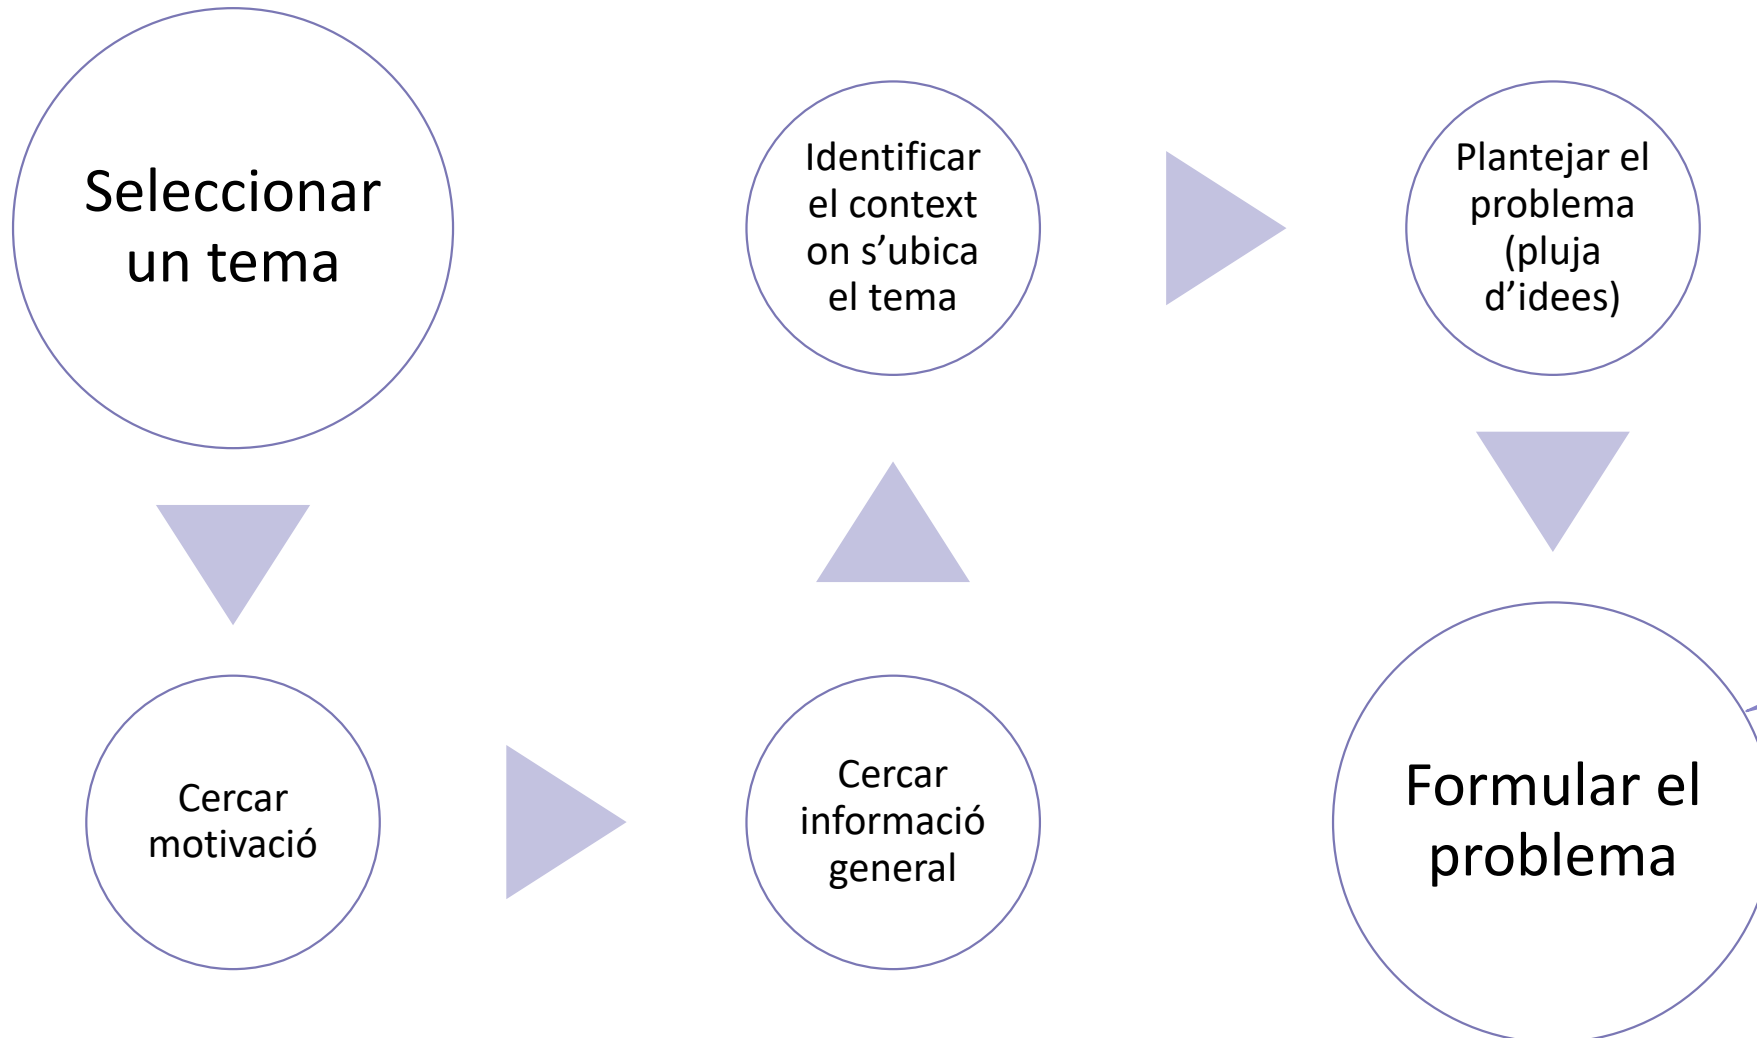 Seleccionar
un tema
Cercar
motivació
Cercar
informació
general
Identificar
el context
on s’ubica
el tema
Plantejar el
problema
(pluja
d’idees)
Formular el
problema